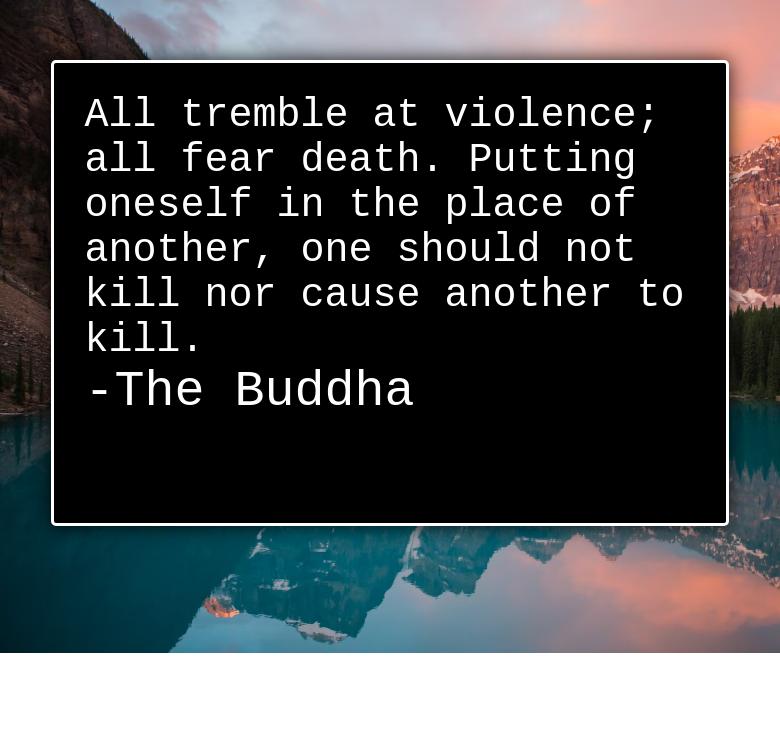 All tremble at violence;
all fear death. Putting
oneself in the place of
another, one should not
kill nor cause another to
kill.
-The Buddha